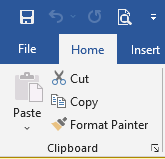 File Home Insert
Cut
Copy
Paste
Format Painter
Clipboard